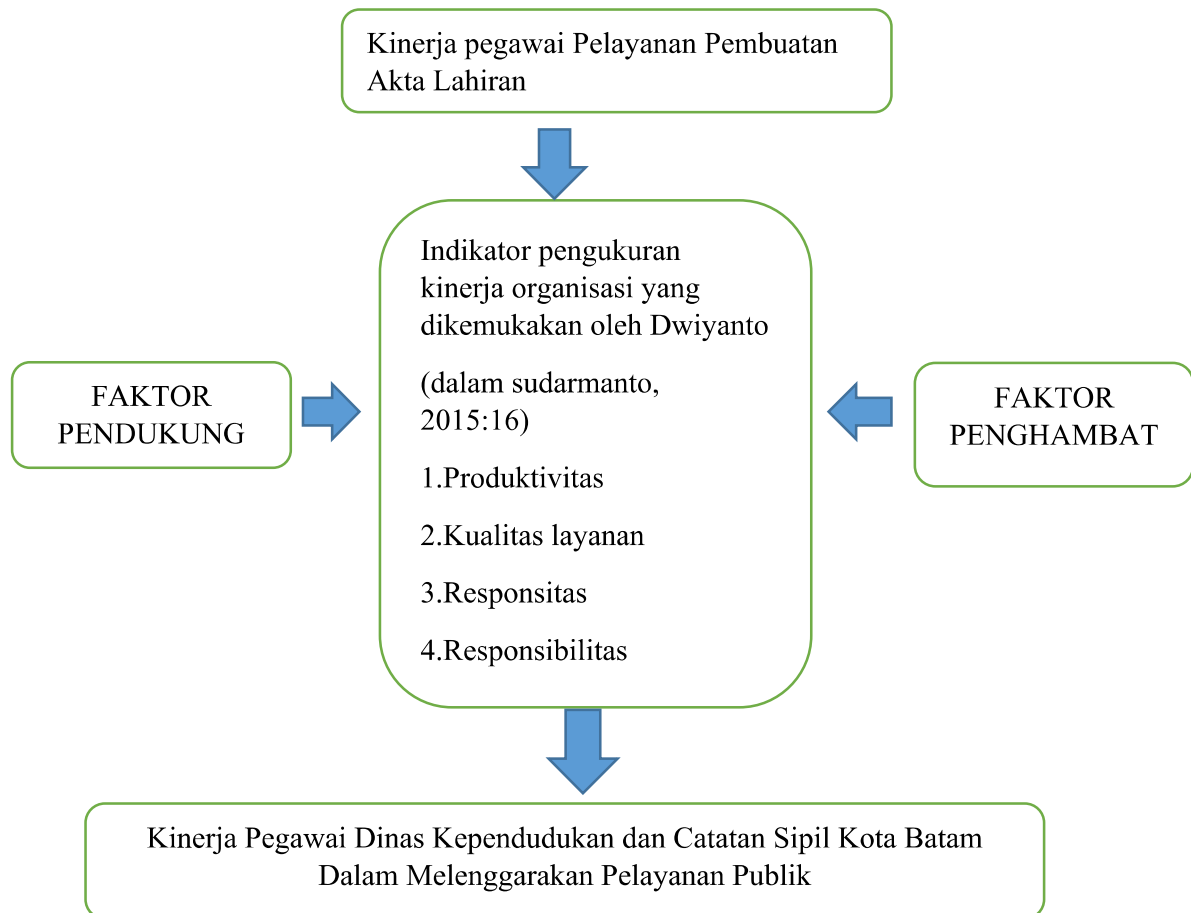 Kinerja pegawai Pelayanan Pembuatan
Akta Lahiran
Indikator pengukuran
kinerja organisasi yang
dikemukakan oleh Dwiyanto
(dalam sudarmanto,
2015:16)
1.Produktivitas
2.Kualitas layanan
3.Responsitas
4.Responsibilitas
FAKTOR
PENDUKUNG
FAKTOR
PENGHAMBAT
Kinerja Pegawai Dinas Kependudukan dan Catatan Sipil Kota Batam
Dalam Melenggarakan Pelayanan Publik